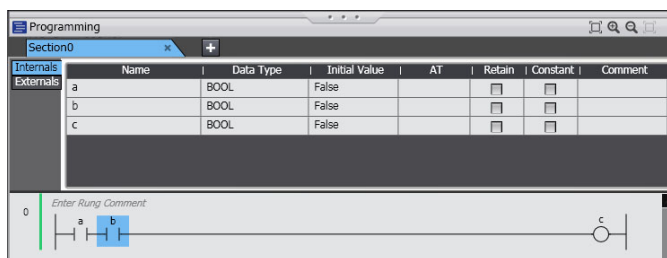 Programming
Section0 x +
Internals
Externals
Name Data Type Initial Value AT Retain Constant Comment
a BOOL False
b BOOL False
c BOOL False
Enter Rung Comment
0
a b c